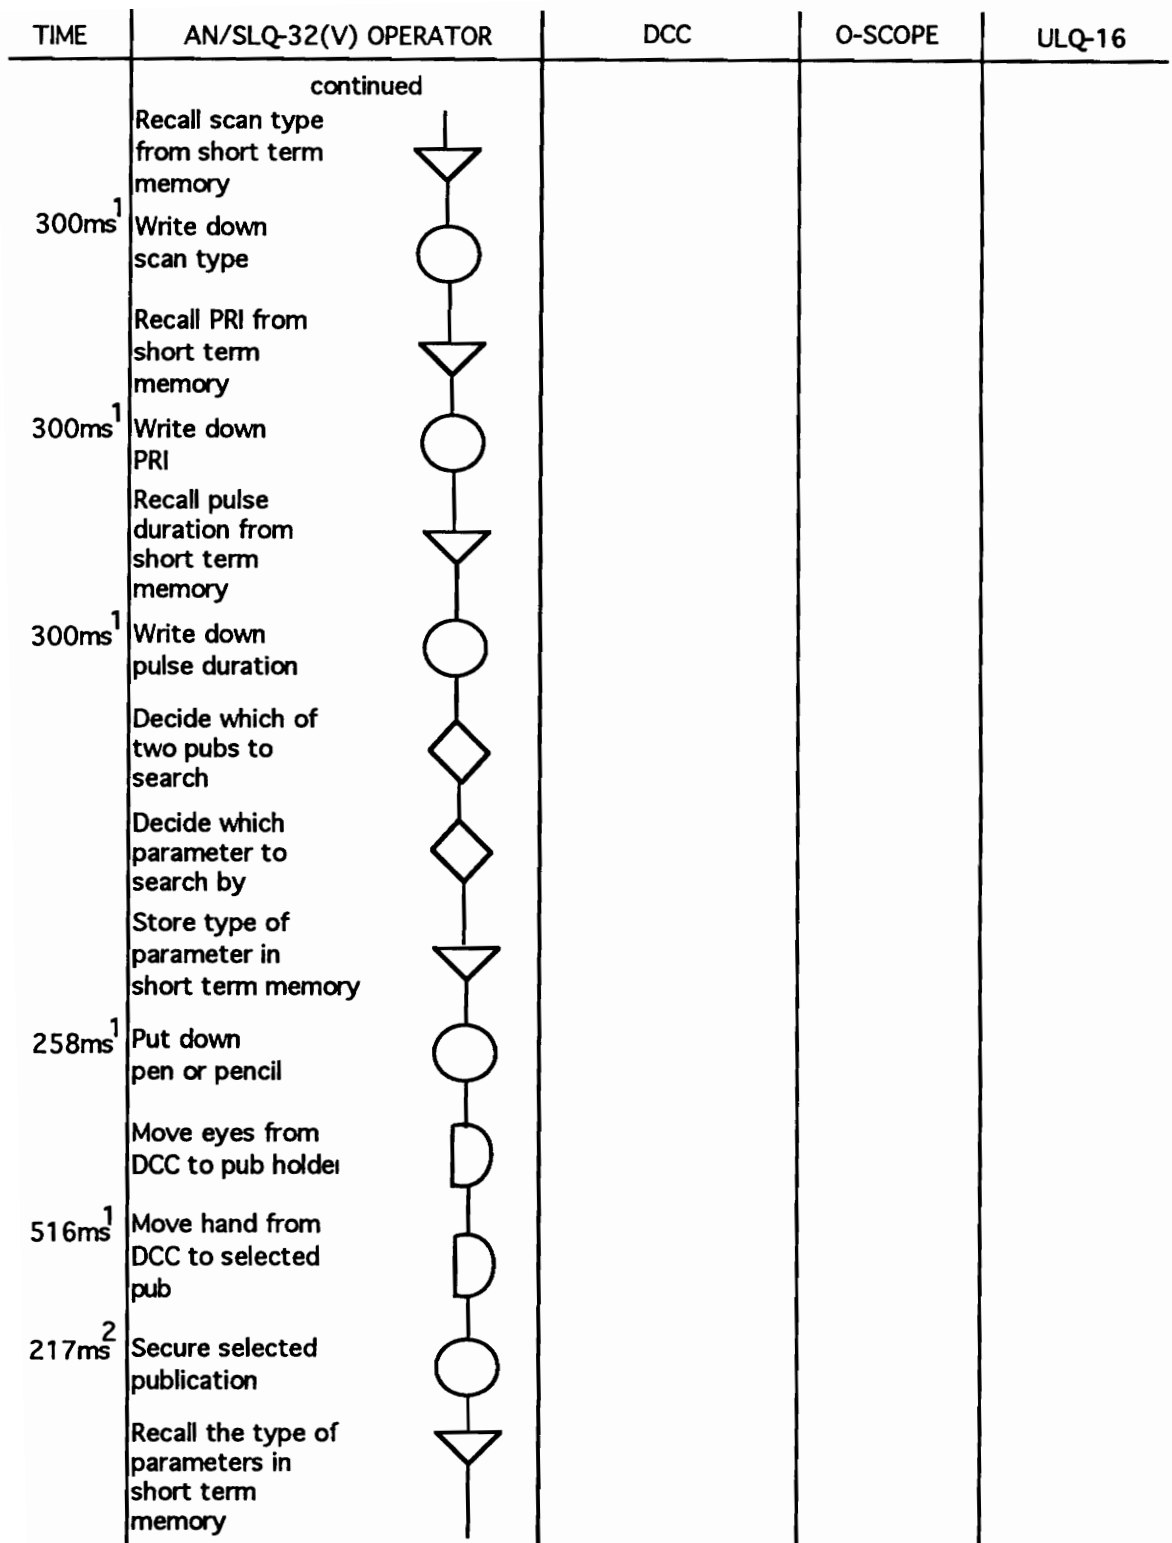 TIME AN/SLQ-32(V) OPERATOR DCC O-SCOPE ULQ-16
continued
Recall scan type
from short term
memory
300ms1 Write down
scan type
Recall PRI from
short term
memory
300ms1 Write down
PRI
Recall pulse
duration from
short term
memory
300ms1 Write down
pulse duration
Decide which of
two pubs to
search
Decide which
parameter to
search by
Store type of
parameter in
short term memory
258ms1 Put down
pen or pencil
Move eyes from
DCC to pub holder
516ms1 Move hand from
DCC to selected
pub
217ms2 Secure selected
publication
Recall the type of
parameters in
short term
memory